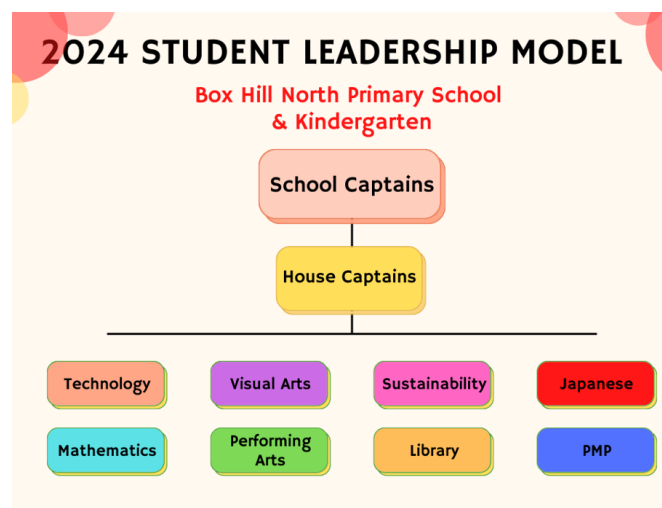 2024 STUDENT LEADERSHIP MODEL
Box Hill North Primary School
& Kindergarten
School Captains
House Captains
Technology
Visual Arts
Sustainability
Japanese
Mathematics
Performing
Arts
Library
PMP